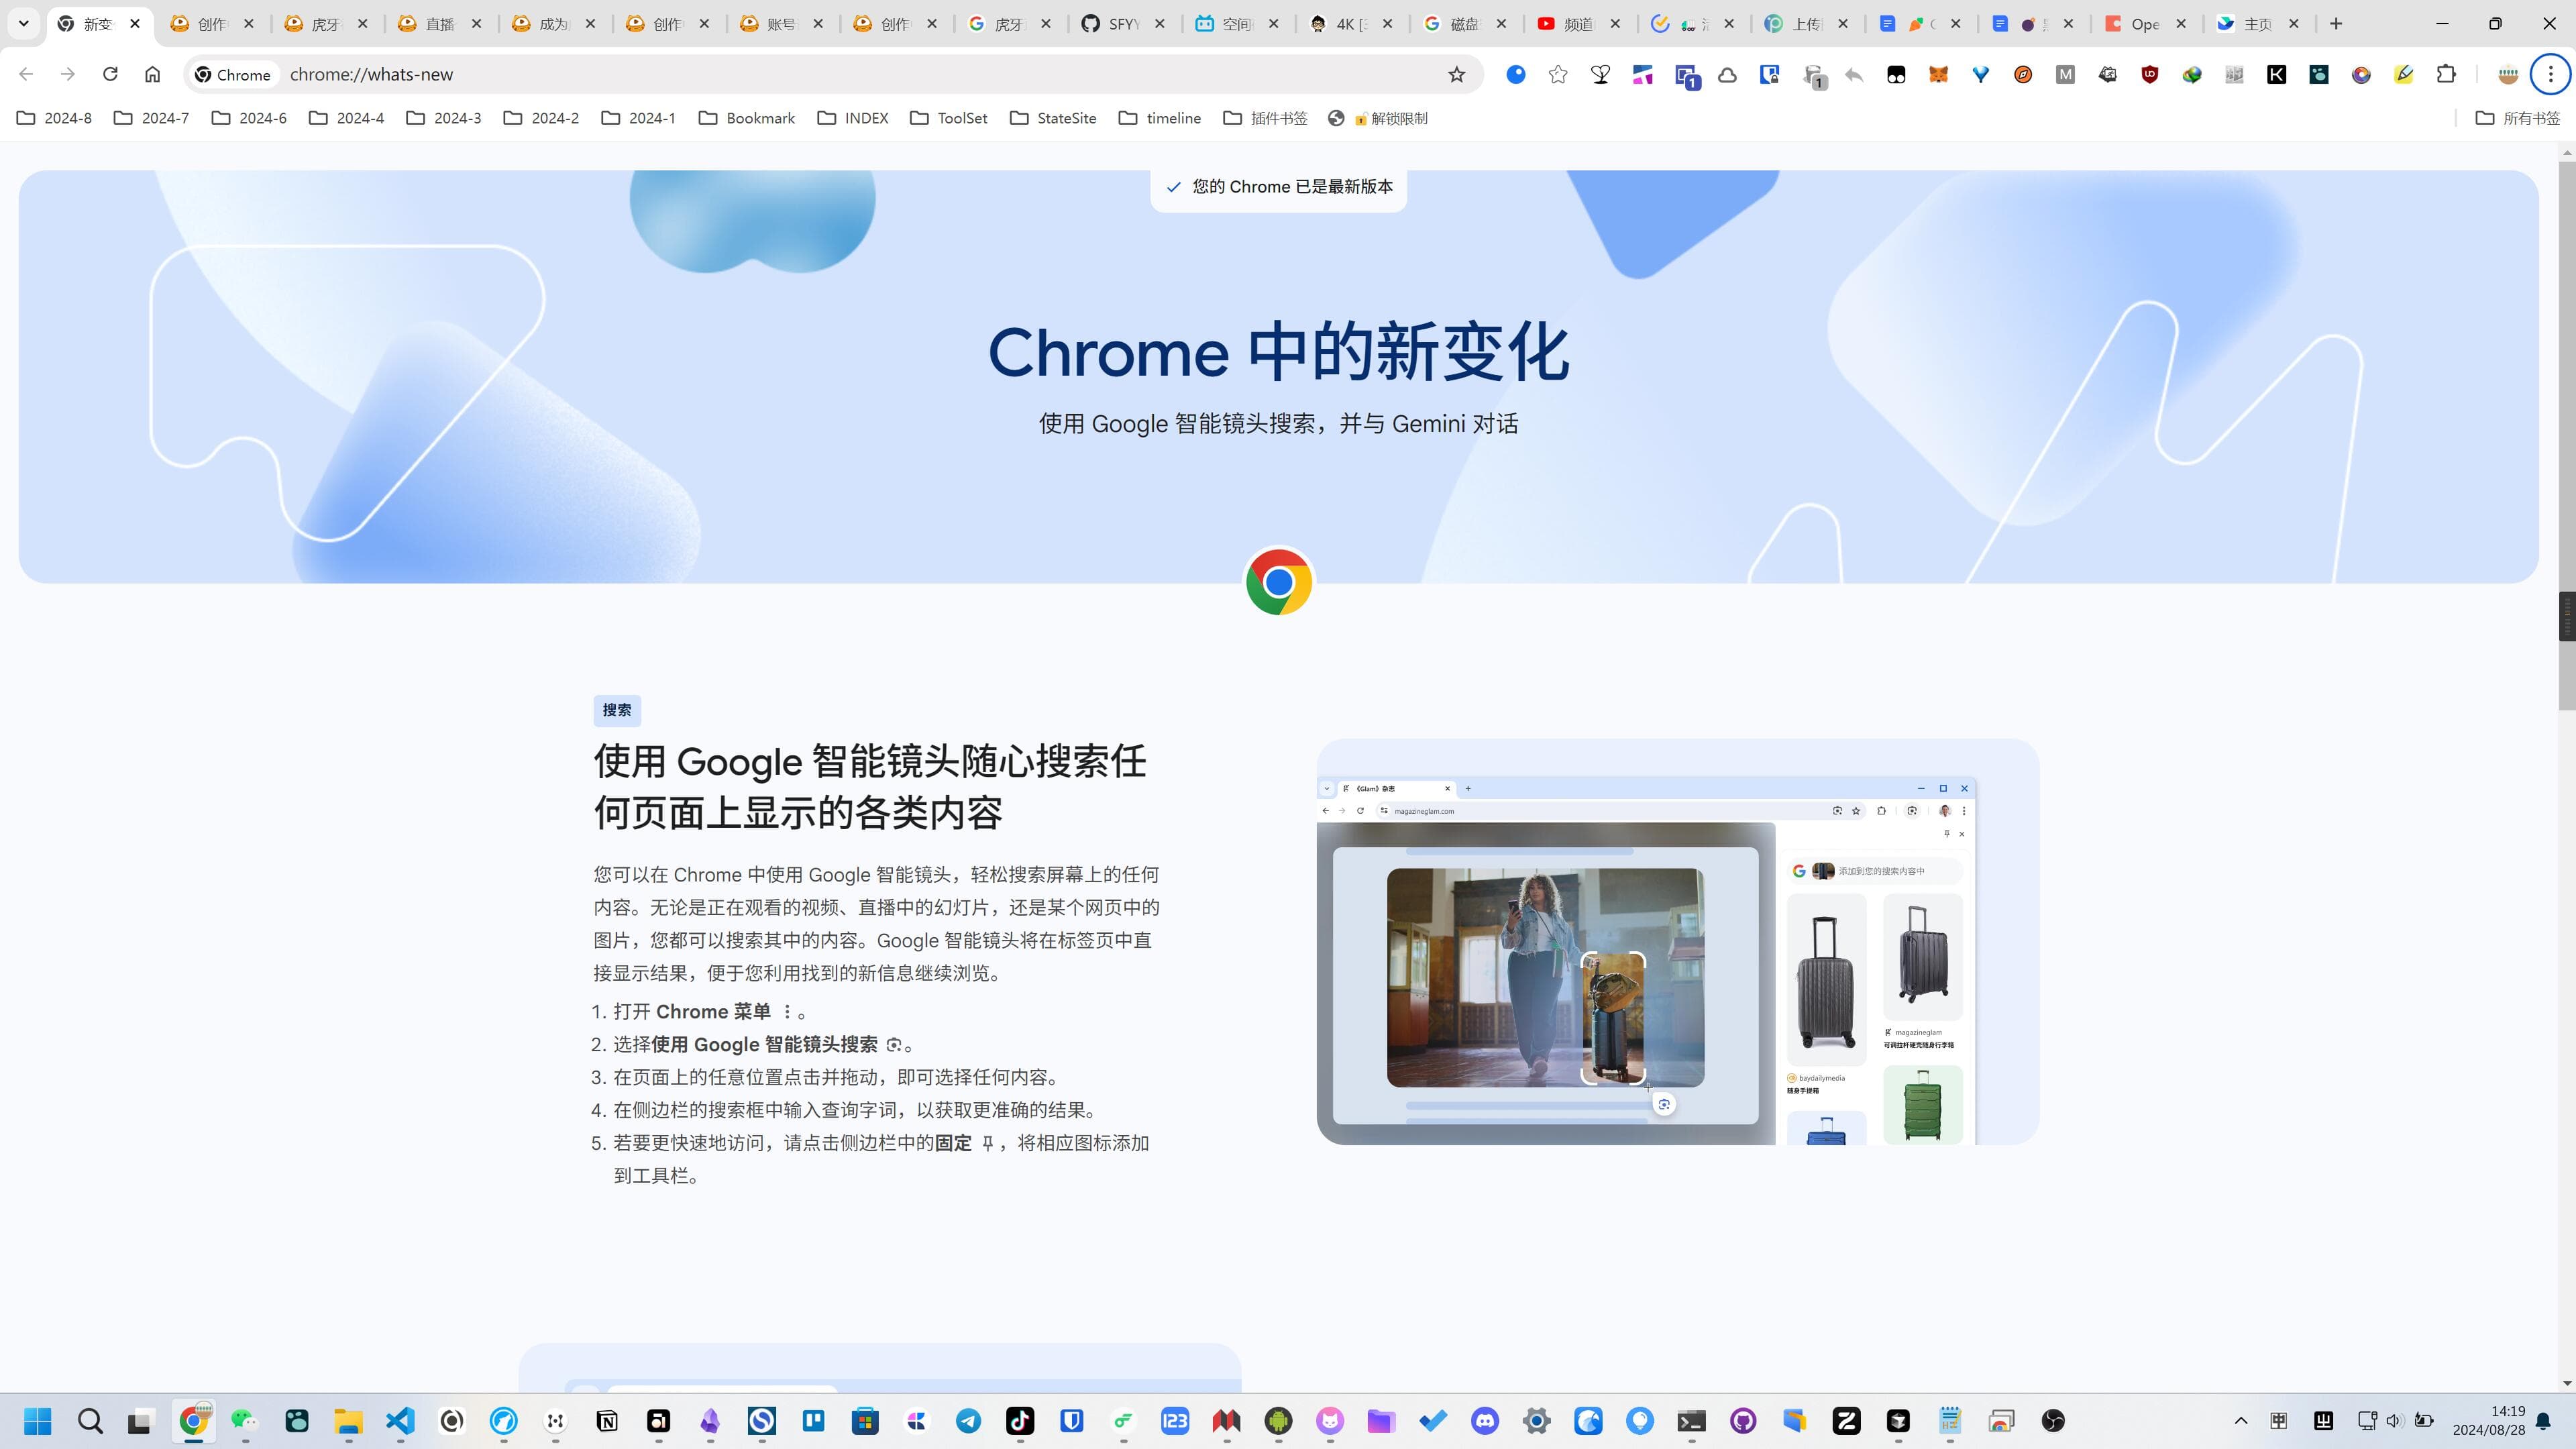 新变
创作
虎牙
直播
成为
创作
账号
创作
虎牙
SFYY
空间
4K [
磁盘
频道
上传
Ope
主页
Chrome
chrome://whats-new
1
1
2024-8
2024-7
2024-6
2024-4
2024-3
2024-2
2024-1
Bookmark
INDEX
ToolSet
StateSite
timeline
插件书签
解锁限制
所有书签
您的 Chrome 已是最新版本
Chrome 中的新变化
使用 Google 智能镜头搜索，并与 Gemini 对话
搜索
使用 Google 智能镜头随心搜索任
何页面上显示的各类内容
您可以在 Chrome 中使用 Google 智能镜头，轻松搜索屏幕上的任何
内容。无论是正在观看的视频、直播中的幻灯片，还是某个网页中的
图片，您都可以搜索其中的内容。Google 智能镜头将在标签页中直
接显示结果，便于您利用找到的新信息继续浏览。
1. 打开 Chrome 菜单 ⋮ 。
2. 选择使用 Google 智能镜头搜索 。
3. 在页面上的任意位置点击并拖动，即可选择任何内容。
4. 在侧边栏的搜索框中输入查询字词，以获取更准确的结果。
5. 若要更快速地访问，请点击侧边栏中的固定 ，将相应图标添加
到工具栏。
《Glam》杂志
magazineglam.com
添加到您的搜索内容中
magazineglam
可调拉杆硬壳随身行李箱
baydailymedia
随身手提箱
14:19
2024/08/28